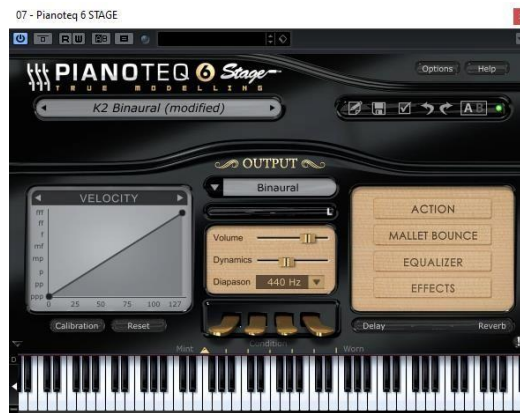 07 - Pianoteq 6 STAGE
R W
Options Help
PIANOTEQ 6 Stage
TRUE MODELLING
K2 Binaural (modified)
A B
OUTPUT
VELOCITY
Binaural
fff
ff
f
mf
mp
p
pp
ppp
0 25 50 75 100 127
L
Volume
Dynamics
Diapason 440 Hz
ACTION
MALLET BOUNCE
EQUALIZER
EFFECTS
Calibration Reset
Delay Reverb
Condition
Mint Worn